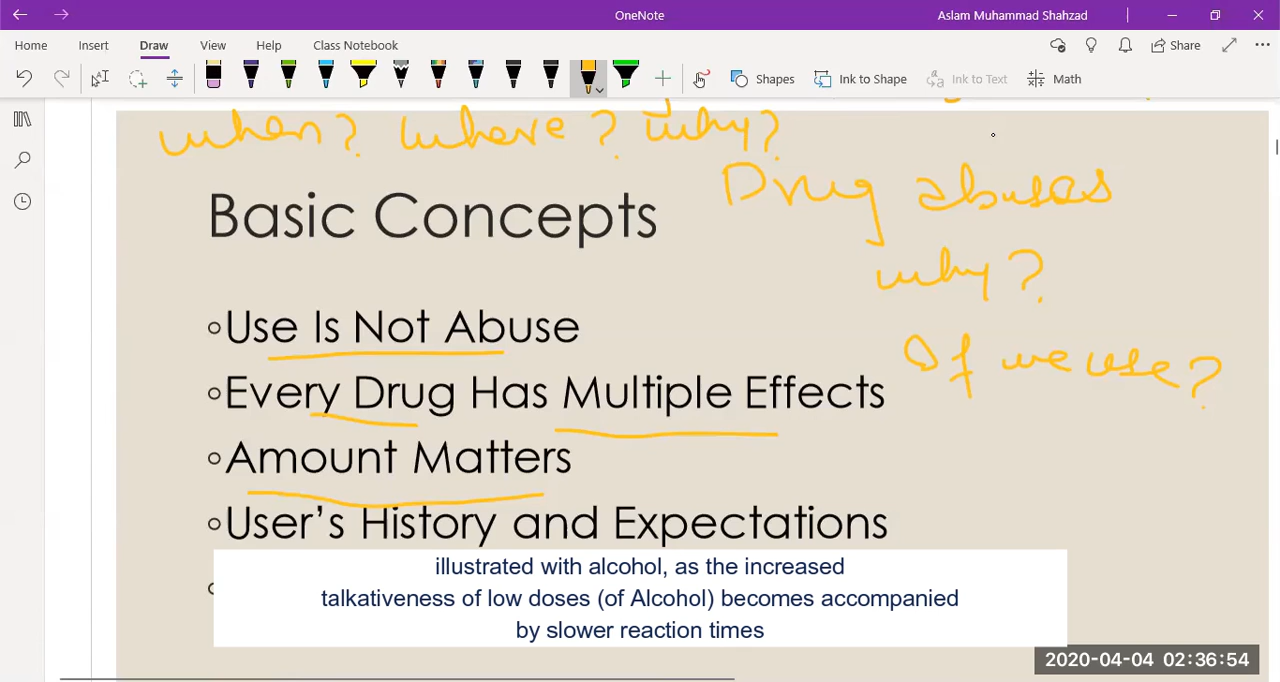 OneNote
Aslam Muhammad Shahzad
Home Insert Draw View Help Class Notebook
Share
Shapes Ink to Shape Ink to Text Math
when? where? why?
Drug abuses
why?
Basic Concepts
If we use?
Use Is Not Abuse
Every Drug Has Multiple Effects
Amount Matters
User's History and Expectations
illustrated with alcohol, as the increased
talkativeness of low doses (of Alcohol) becomes accompanied
by slower reaction times
2020-04-04 02:36:54